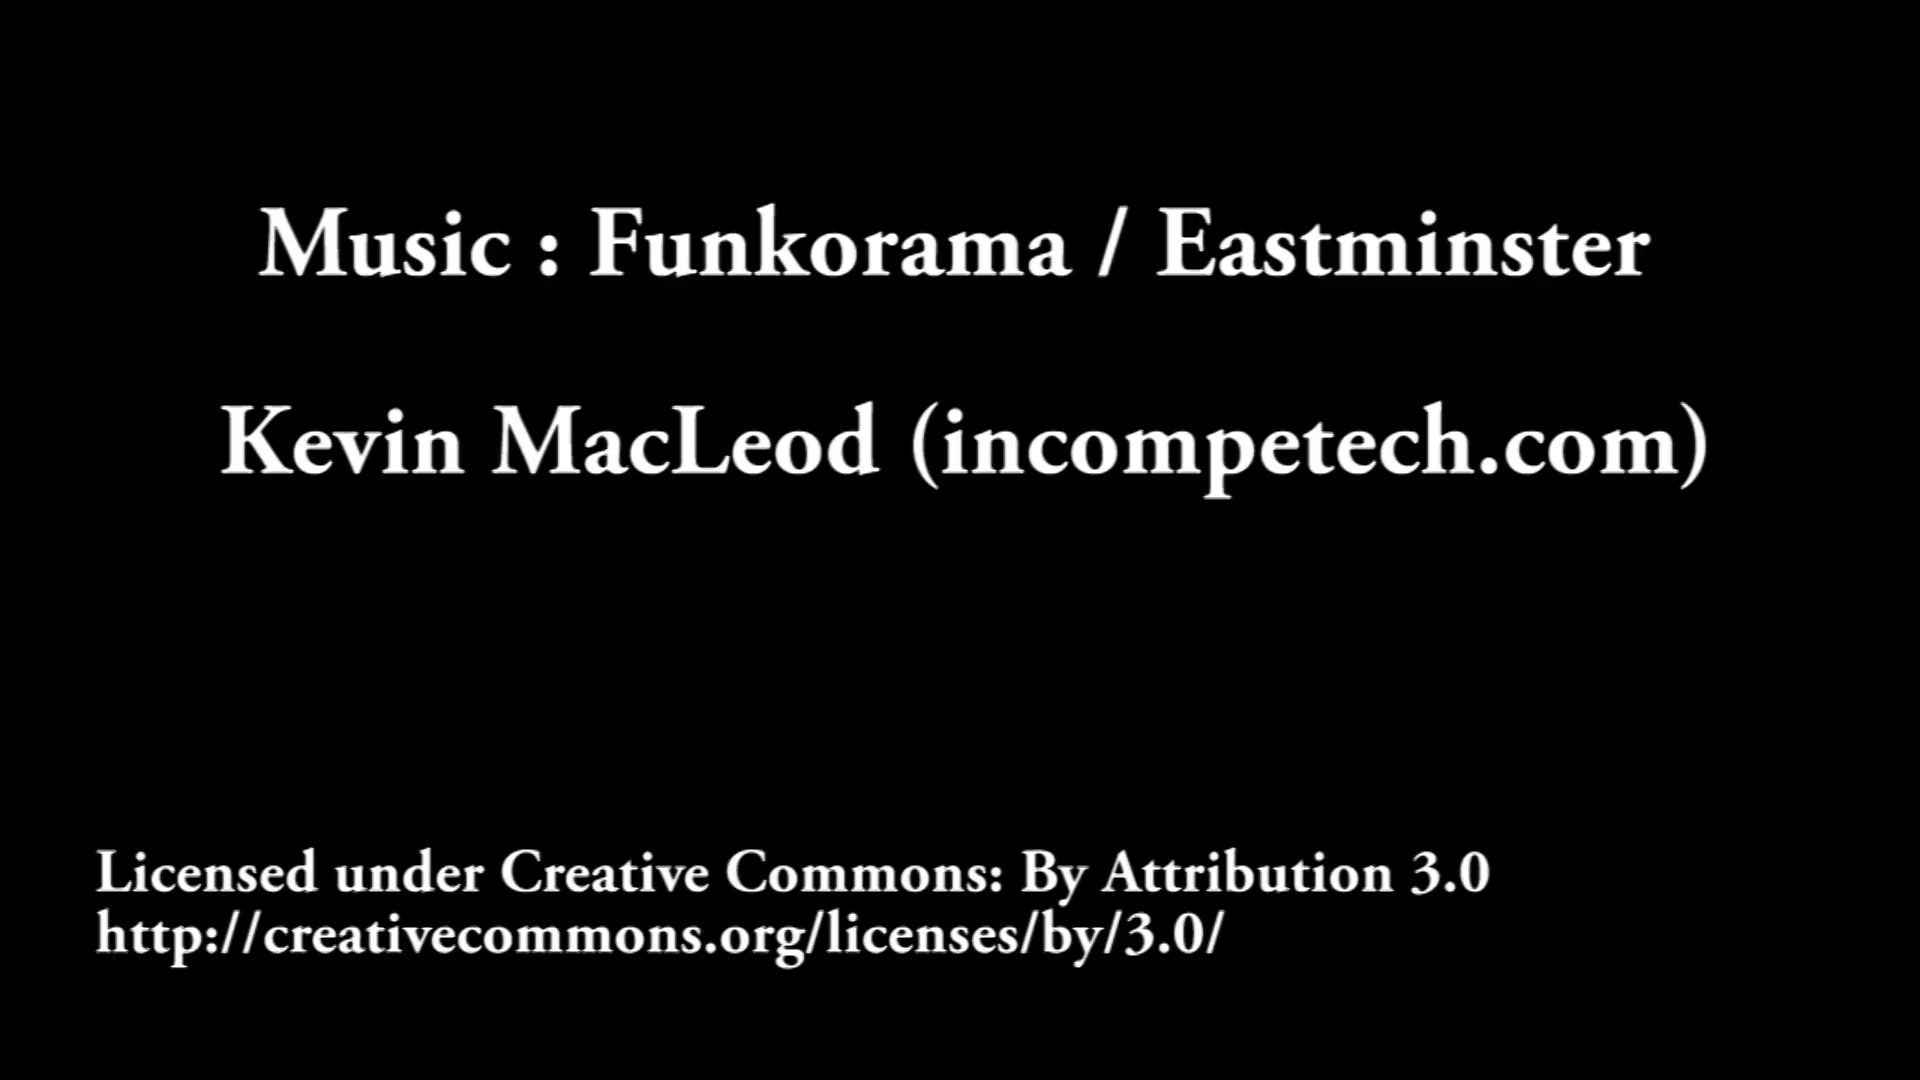 Music : Funkorama / Eastminster
Kevin MacLeod (incompetech.com)
Licensed under Creative Commons: By Attribution 3.0
http://creativecommons.org/licenses/by/3.0/